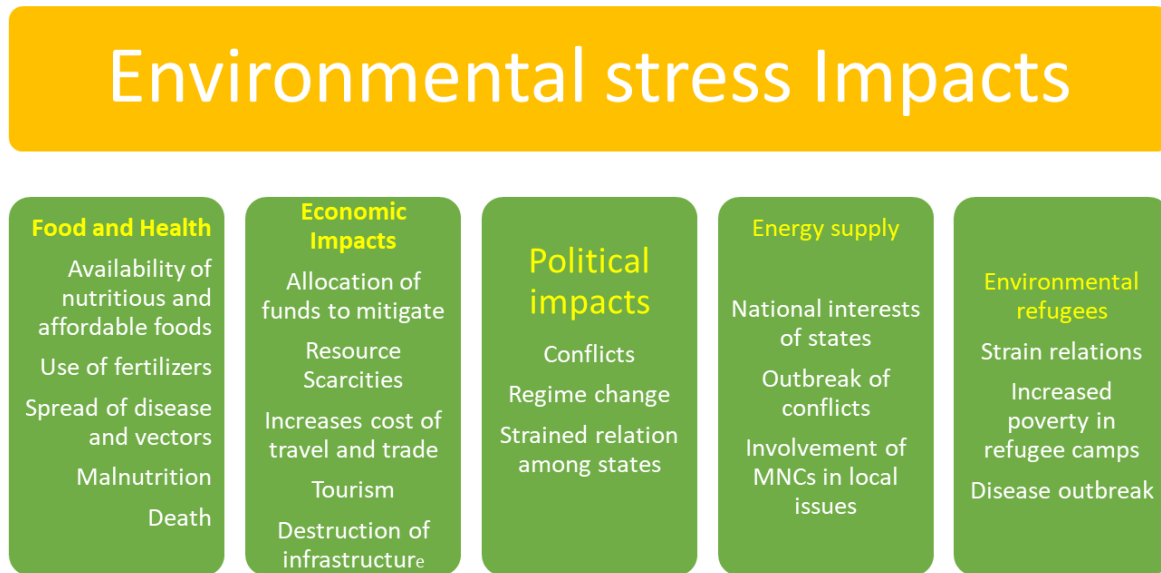 Environmental stress Impacts
Food and Health
Availability of
nutritious and
affordable foods
Use of fertilizers
Spread of disease
and vectors
Malnutrition
Death
Economic
Impacts
Allocation of
funds to mitigate
Resource
Scarcities
Increases cost of
travel and trade
Tourism
Destruction of
infrastructure
Political
impacts
Conflicts
Regime change
Strained relation
among states
Energy supply
National interests
of states
Outbreak of
conflicts
Involvement of
MNCs in local
issues
Environmental
refugees
Strain relations
Increased
poverty in
refugee camps
Disease outbreak